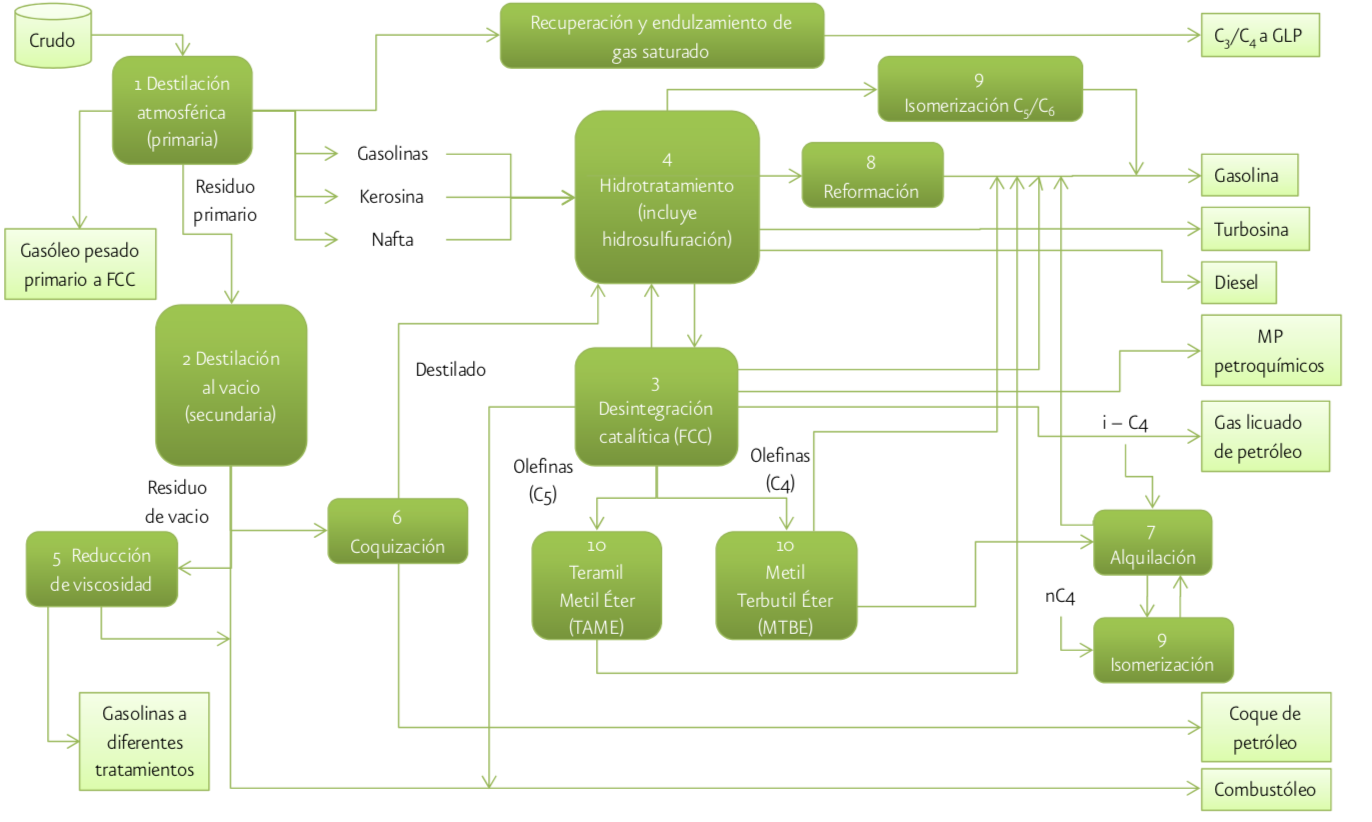 Crudo
Recuperación y endulzamiento de
gas saturado
C3/C4 a GLP
1 Destilación
atmosférica
(primaria)
9
Isomerización C5/C6
Gasolinas
Kerosina
Nafta
4
Hidrotratamiento
(incluye
hidrosulfuración)
8
Reformación
Gasolina
Residuo
primario
Turbosina
Gasóleo pesado
primario a FCC
Diesel
2 Destilación
al vacio
(secundaria)
Destilado
3
Desintegración
catalítica (FCC)
MP
petroquímicos
i – C4
Gas licuado
de petróleo
Olefinas
(C5)
Olefinas
(C4)
Residuo
de vacio
6
Coquización
5 Reducción
de viscosidad
10
Teramil
Metil Éter
(TAME)
10
Metil
Terbutil Éter
(MTBE)
7
Alquilación
nC4
9
Isomerización
Gasolinas a
diferentes
tratamientos
Coque de
petróleo
Combustóleo